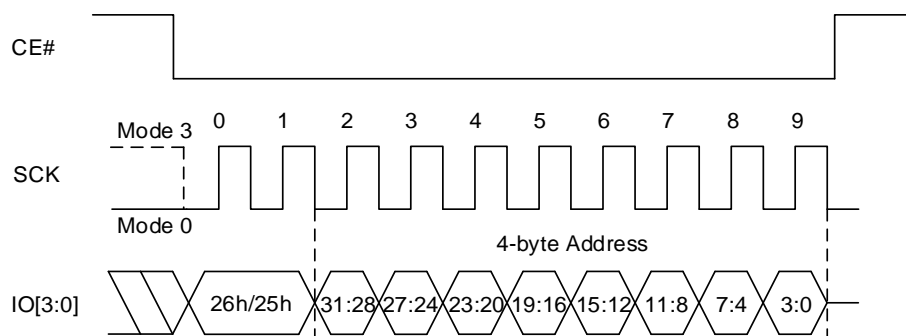 CE#
0 1 2 3 4 5 6 7 8 9
Mode 3
SCK
Mode 0
4-byte Address
IO[3:0] 26h/25h 31:28 27:24 23:20 19:16 15:12 11:8 7:4 3:0